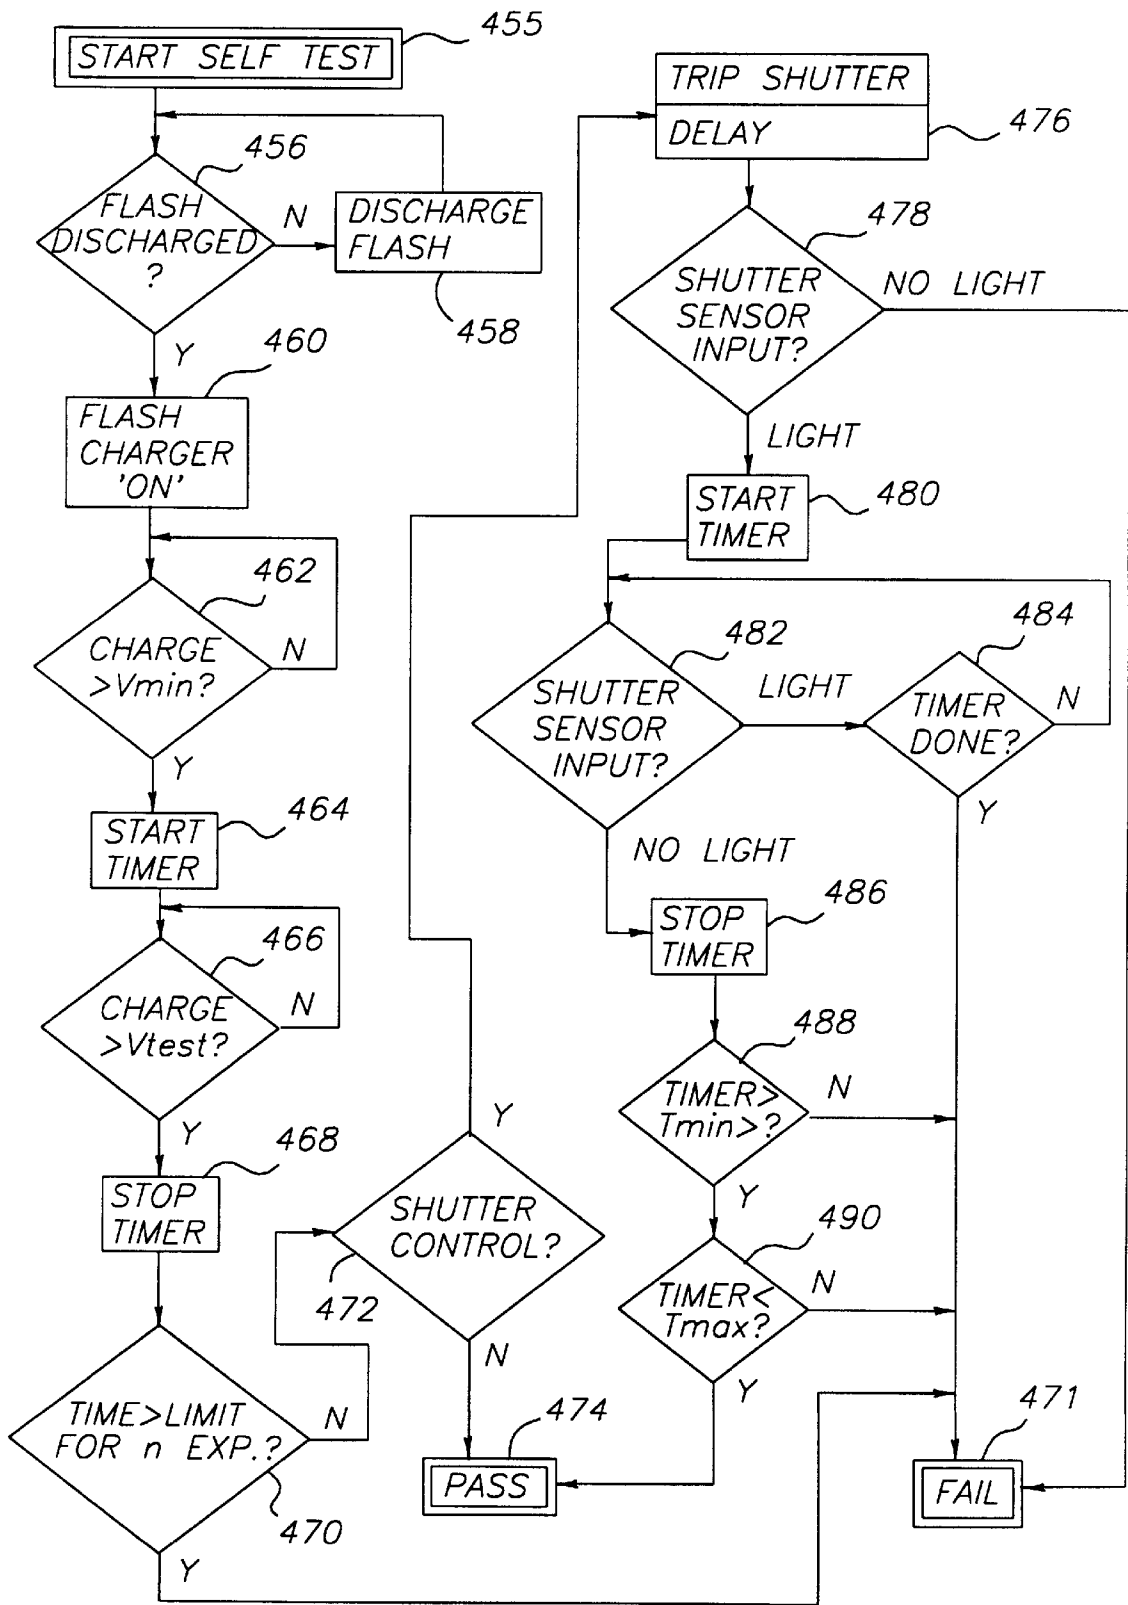 START SELF TEST
455
FLASH
DISCHARGED
?
456
N
DISCHARGE
FLASH
458
Y
460
FLASH
CHARGER
'ON'
462
CHARGE
>Vmin?
N
Y
START
TIMER
464
466
CHARGE
>Vtest?
N
Y
STOP
TIMER
468
TIME>LIMIT
FOR n EXP.?
N
470
Y
SHUTTER
CONTROL?
472
Y
N
PASS
474
TRIP SHUTTER
DELAY
476
478
SHUTTER
SENSOR
INPUT?
NO LIGHT
LIGHT
START
TIMER
480
482
SHUTTER
SENSOR
INPUT?
LIGHT
484
TIMER
DONE?
N
Y
NO LIGHT
STOP
TIMER
486
488
TIMER>
Tmin>?
N
Y
490
TIMER<
Tmax?
N
Y
471
FAIL